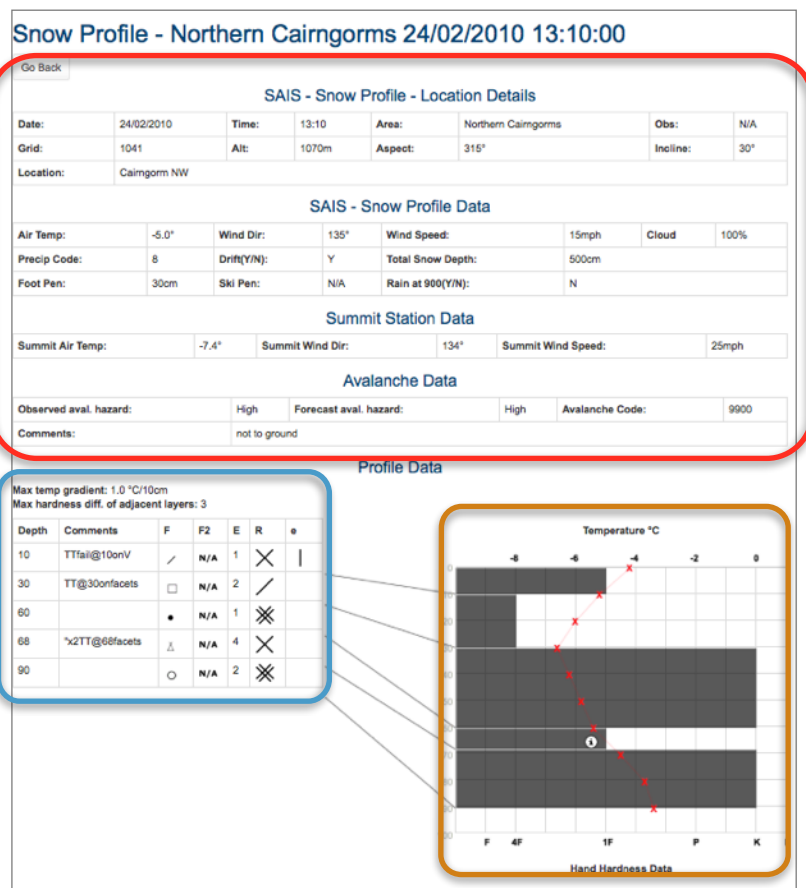 Snow Profile - Northern Cairngorms 24/02/2010 13:10:00
Go Back
SAIS - Snow Profile - Location Details
Date: 24/02/2010 Time: 13:10 Area: Northern Cairngorms Obs: N/A
Grid: 1041 Alt: 1070m Aspect: 315° Incline: 30°
Location: Cairngorm NW
SAIS - Snow Profile Data
Air Temp: -5.0° Wind Dir: 135° Wind Speed: 15mph Cloud 100%
Precip Code: 8 Drift(Y/N): Y Total Snow Depth: 500cm
Foot Pen: 30cm Ski Pen: N/A Rain at 900(Y/N): N
Summit Station Data
Summit Air Temp: -7.4° Summit Wind Dir: 134° Summit Wind Speed: 25mph
Avalanche Data
Observed aval. hazard: High Forecast aval. hazard: High Avalanche Code: 9900
Comments: not to ground
Profile Data
Max temp gradient: 1.0 °C/10cm
Max hardness diff. of adjacent layers: 3
Depth Comments F F2 E R e
10 TTfail@10onV N/A 1
30 TT@30onfacets N/A 2
60 N/A 1
68 "x2TT@68facets N/A 4
90 N/A 2
Temperature °C
-8 -6 -4 -2 0
0
20
50
80
F 4F 1F P K
Hand Hardness Data